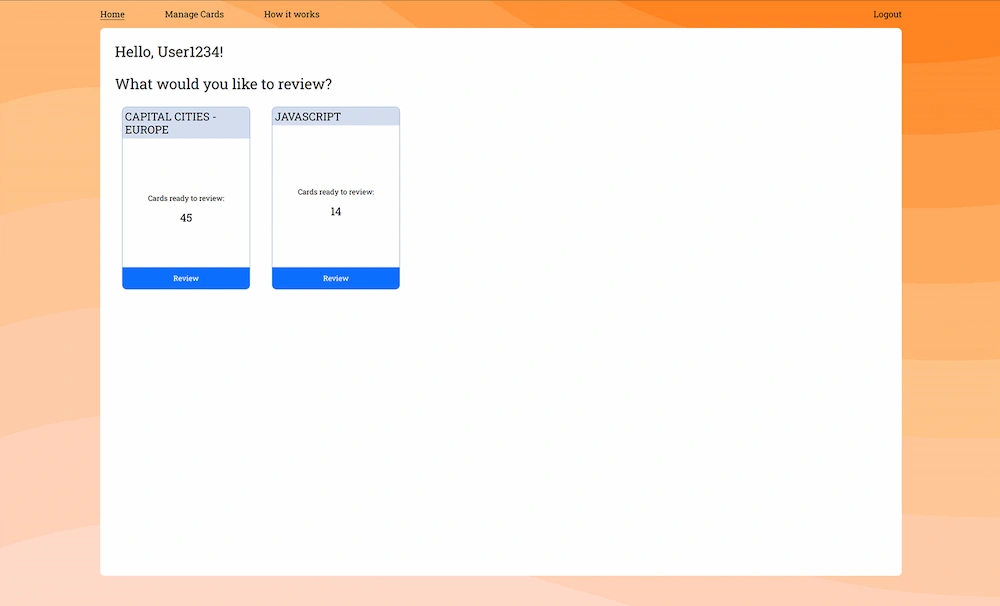 Home Manage Cards How it works Logout
Hello, User1234!
What would you like to review?
CAPITAL CITIES -
EUROPE
Cards ready to review:
45
Review
JAVASCRIPT
Cards ready to review:
14
Review